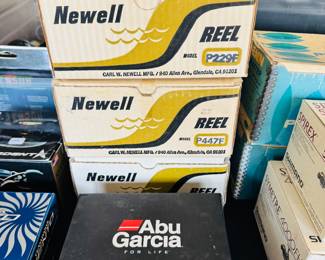 Newell
REEL
MODEL P229F
CARL W. NEWELL MFG. / 940 Allen Ave., Glendale, CA 91201
Newell
REEL
MODEL P447F
CARL W. NEWELL MFG. / 940 Allen Ave., Glendale, CA 91201
Newell
REEL
Abu
Garcia
FOR LIFE
SPIREX